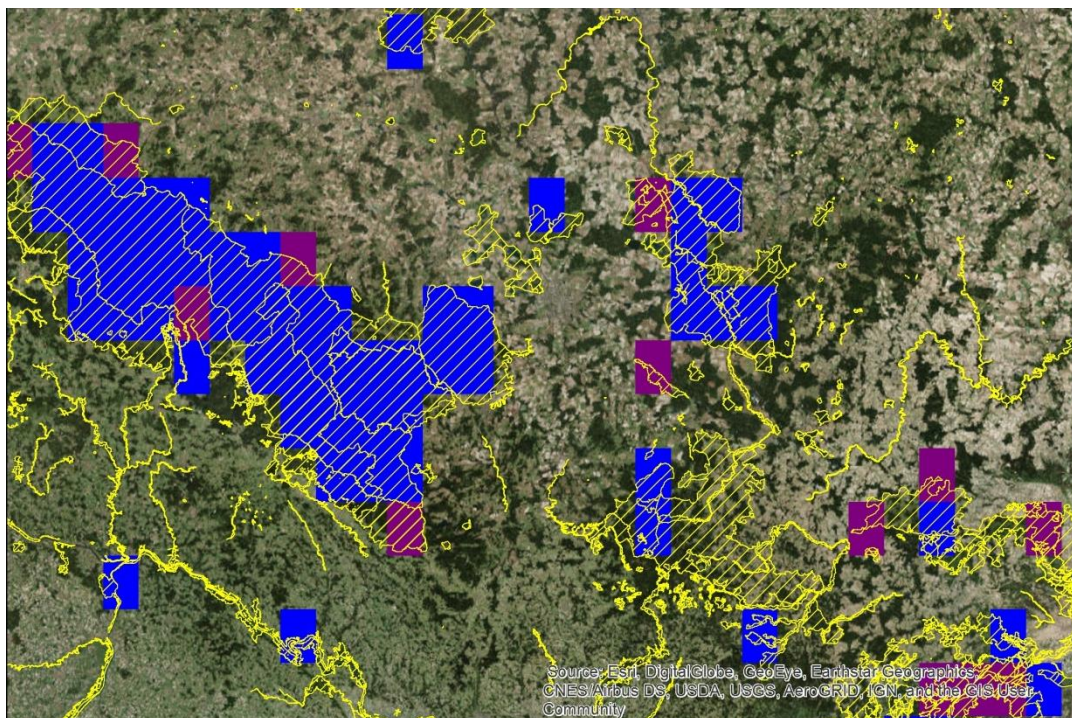 Source: Esri, DigitalGlobe, GeoEye, Earthstar Geographics,
CNES/Airbus DS, USDA, USGS, AeroGRID, IGN, and the GIS User
Community